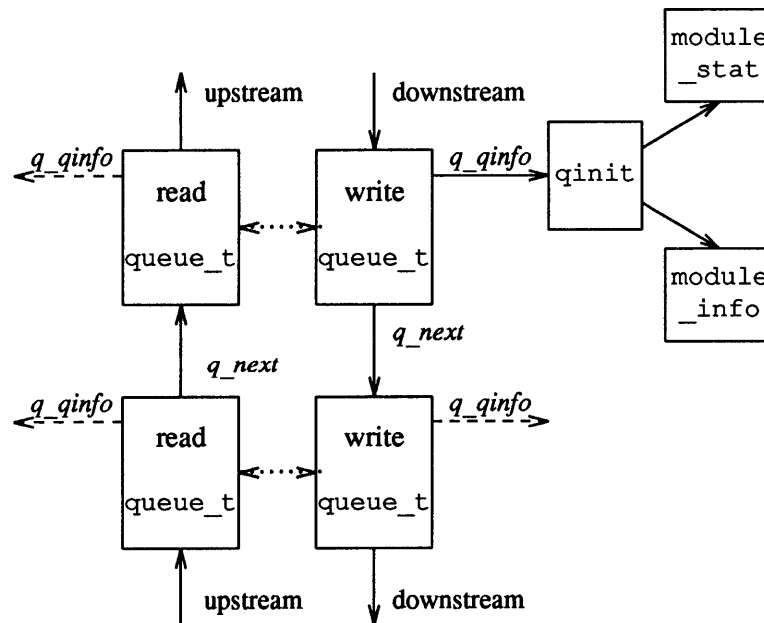 module
_stat
upstream
downstream
q_qinfo
q_qinfo
read
write
qinit
queue_t
queue_t
module
_info
q_next
q_next
q_qinfo
q_qinfo
read
write
queue_t
queue_t
upstream
downstream